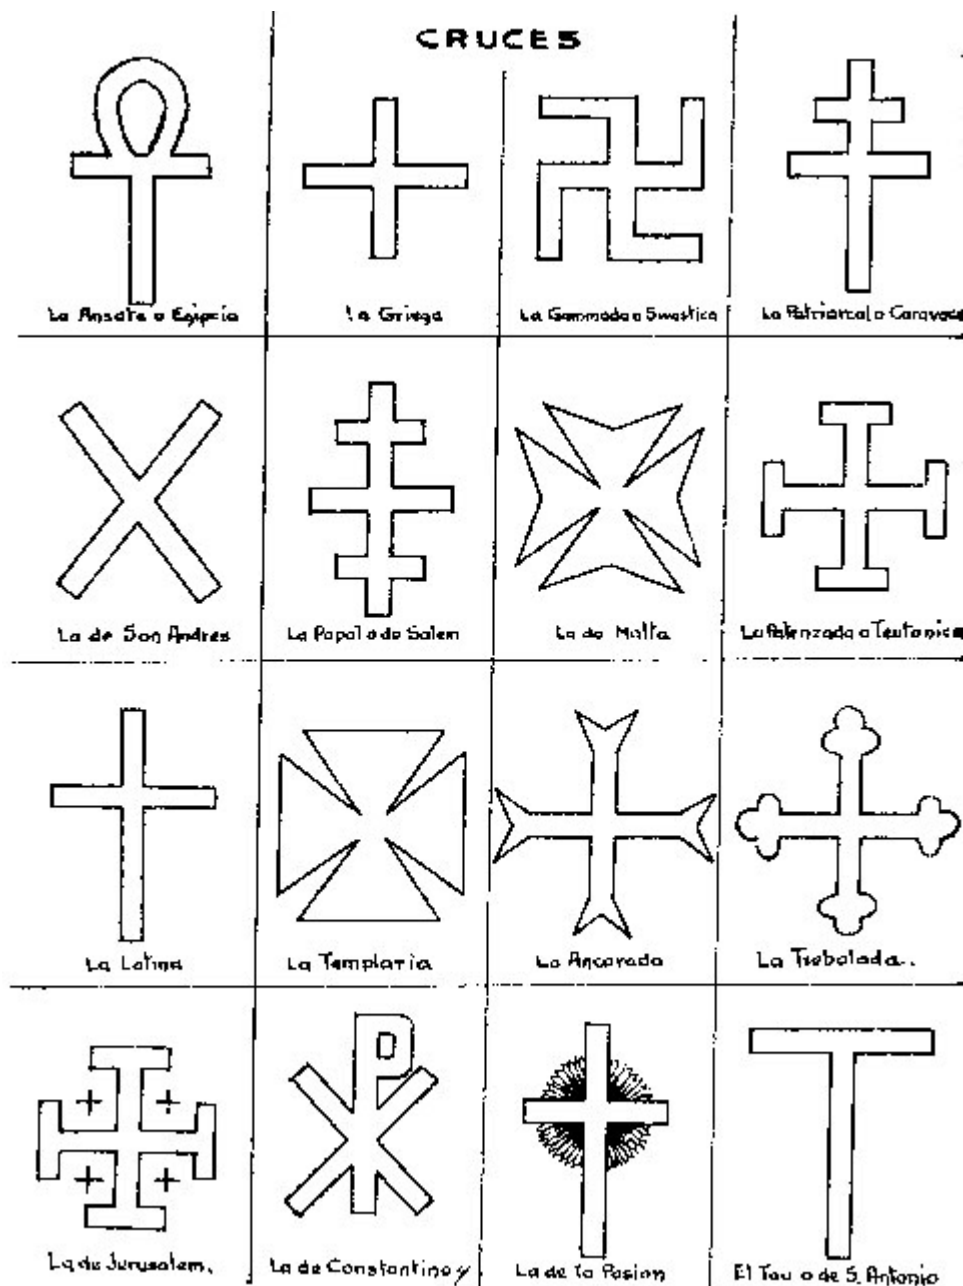 CRUCES
La Ansata o Egipcia
La Griega
La Gammada o Swastica
La Patriarcal o Caravaca
La de San Andres
La Papal o de Salem
La de Malta
La Potenzada o Teutonica
La Latina
La Templaria
La Ancorada
La Trebolada..
La de Jerusalem.
La de Constantino y
La de la Pasion
El Tau o de S. Antonio